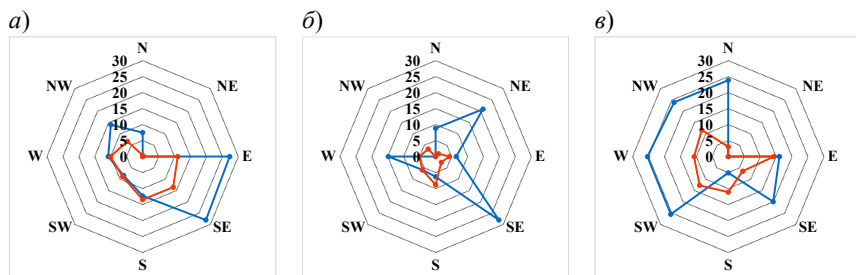 а) б) в)
N N N
30 30 30
NW 25 NE NW 25 NE NW 25 NE
20 20 20
15 15 15
10 10 10
5 5 5
W 0 E W 0 E W 0 E
SW SE SW SE SW SE
S S S